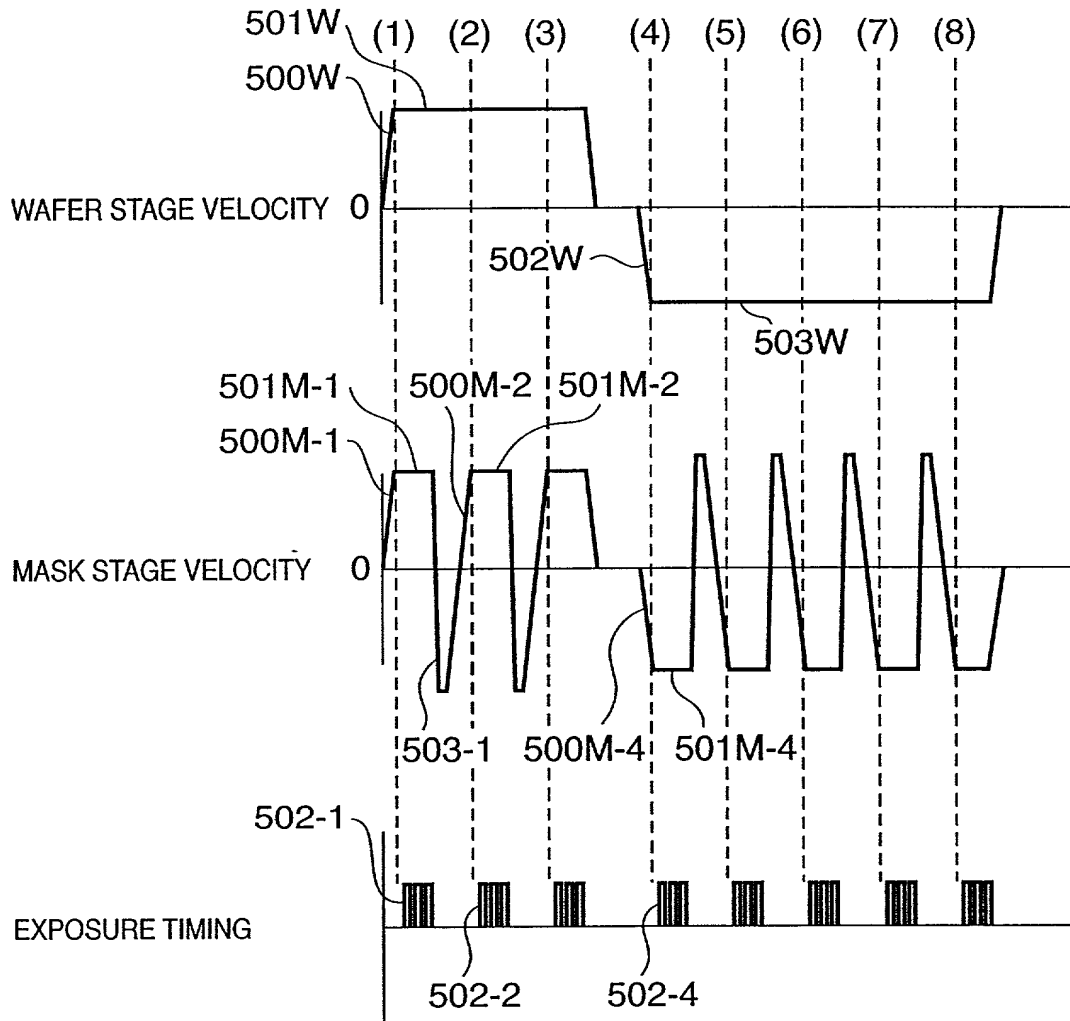 501W (1) (2) (3) (4) (5) (6) (7) (8)
500W
WAFER STAGE VELOCITY 0
502W
503W
501M-1 500M-2 501M-2
500M-1
MASK STAGE VELOCITY 0
503-1 500M-4 501M-4
502-1
EXPOSURE TIMING
502-2 502-4